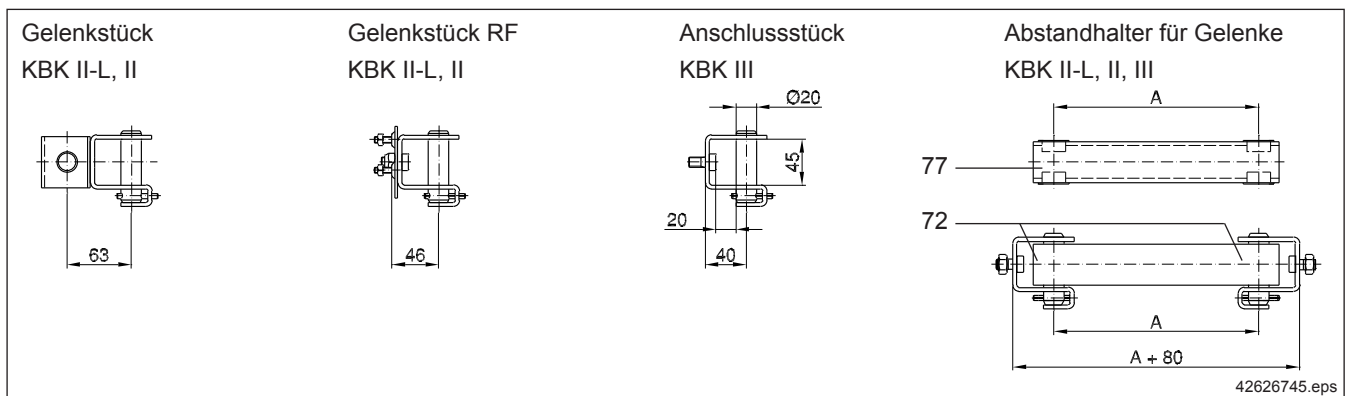 Gelenkstück
KBK II-L, II
63
Gelenkstück RF
KBK II-L, II
46
Anschlussstück
KBK III
Ø20
45
20
40
Abstandhalter für Gelenke
KBK II-L, II, III
A
77
72
A
A + 80
42626745.eps